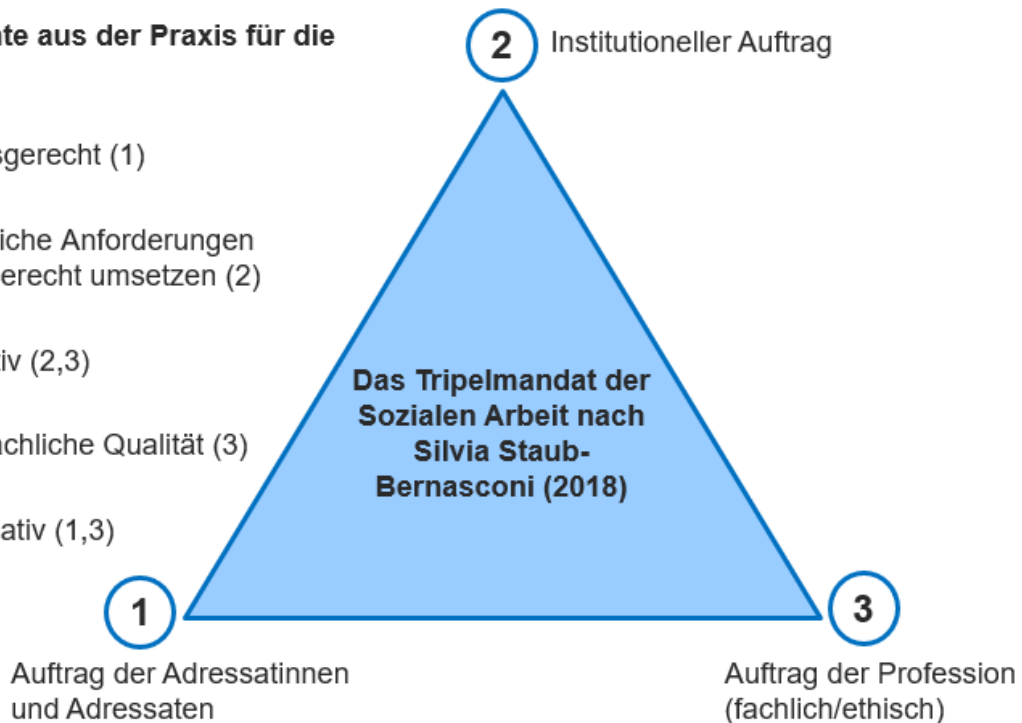 nte aus der Praxis für die
2
Institutioneller Auftrag
sgerecht (1)
iche Anforderungen
erecht umsetzen (2)
tiv (2,3)
achliche Qualität (3)
ativ (1,3)
Das Tripelmandat der
Sozialen Arbeit nach
Silvia Staub-
Bernasconi (2018)
1
Auftrag der Adressatinnen
und Adressaten
3
Auftrag der Profession
(fachlich/ethisch)